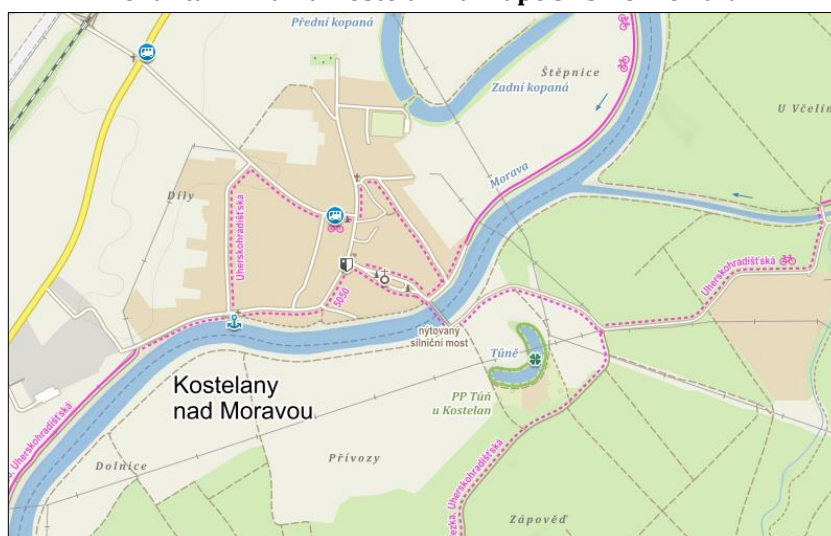 Přední kopaná
Štěpnice
Zadní kopaná
U Včelín
Morava
Díly
Uherskohradišťská
Uherskohradišťská
5050
nýtovaný
silniční most
Tůně
Kostelany
nad Moravou
PP Tůň
u Kostelan
Uherskohradišťská
Přívozy
Dolnice
ezka, Uherskohradišťská
Zápověď